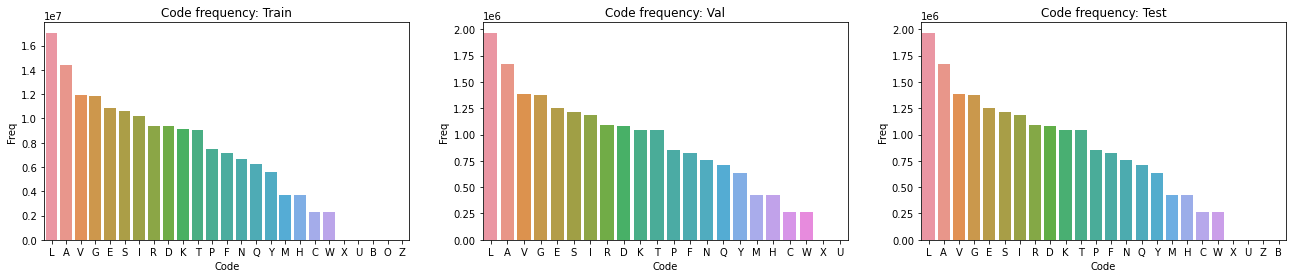 Code frequency: Train
1e7
1.6
1.4
1.2
1.0
0.8
0.6
0.4
0.2
0.0
Freq
L A V G E S I R D K T P F N Q Y M H C W X U B O Z
Code
Code frequency: Val
1e6
2.00
1.75
1.50
1.25
1.00
0.75
0.50
0.25
0.00
Freq
L A V G E S I R D K T P F N Q Y M H C W X U
Code
Code frequency: Test
1e6
2.00
1.75
1.50
1.25
1.00
0.75
0.50
0.25
0.00
Freq
L A V G E S I R D K T P F N Q Y M H C W X U Z B
Code